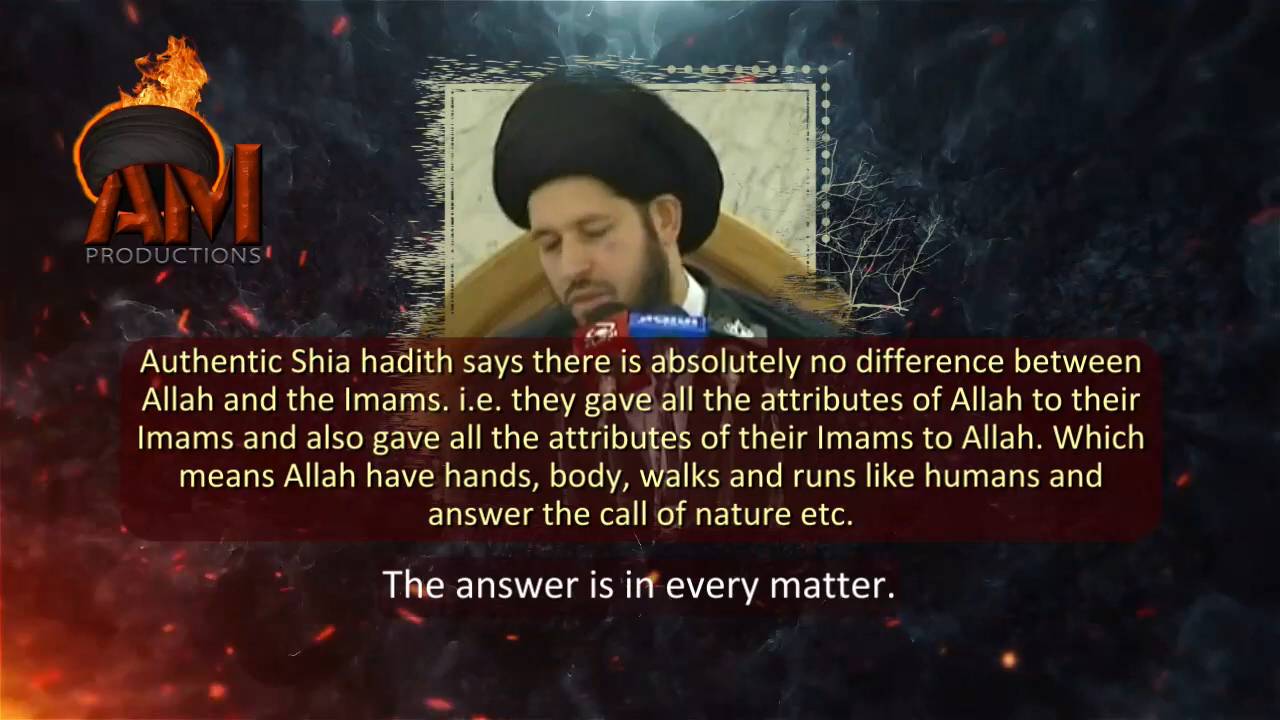 AM
PRODUCTIONS
Authentic Shia hadith says there is absolutely no difference between
Allah and the Imams. i.e. they gave all the attributes of Allah to their
Imams and also gave all the attributes of their Imams to Allah. Which
means Allah have hands, body, walks and runs like humans and
answer the call of nature etc.
The answer is in every matter.